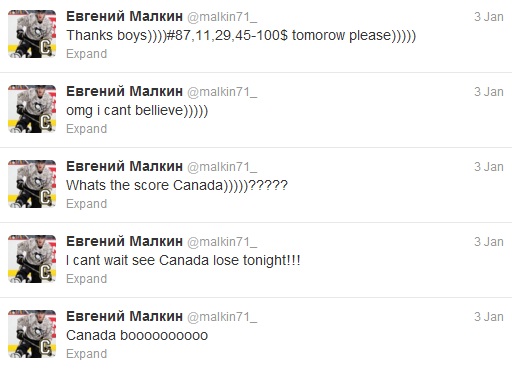 Евгений Малкин @malkin71_ 3 Jan
Thanks boys))))#87,11,29,45-100$ tomorow please)))))
Expand
Евгений Малкин @malkin71_ 3 Jan
omg i cant bellieve)))))
Expand
Евгений Малкин @malkin71_ 3 Jan
Whats the score Canada)))))?????
Expand
Евгений Малкин @malkin71_ 3 Jan
I cant wait see Canada lose tonight!!!
Expand
Евгений Малкин @malkin71_ 3 Jan
Canada boooooooooo
Expand